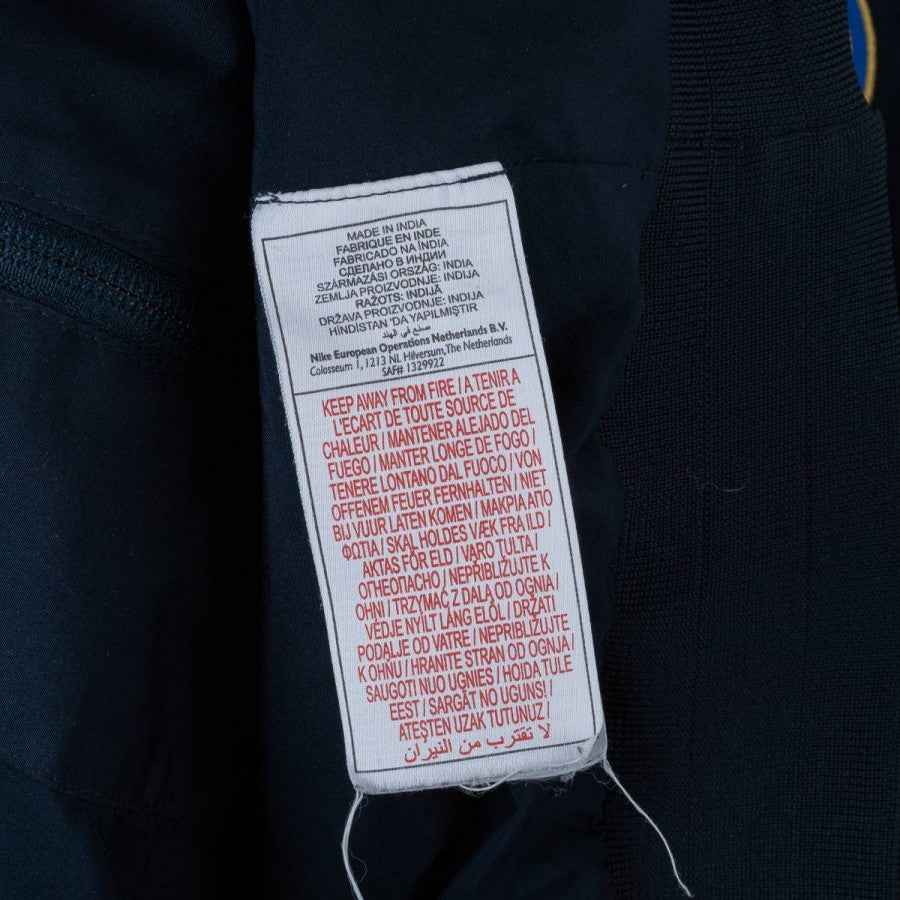 MADE IN INDIA
FABRIQUE EN INDE
FABRICADO NA ÍNDIA
СДЕЛАНО В ИНДИИ
SZÁRMAZÁSI ORSZÁG: INDIA
ZEMLJA PROIZVODNJE: INDIJA
RAŽOTS: INDIJĀ
DRŽAVA PROIZVODNJE: INDIJA
HİNDİSTAN 'DA YAPILMIŞTIR
صنع في الهند
Nike European Operations Netherlands B.V.
Colosseum 1, 1213 NL Hilversum, The Netherlands
SAF# 1329922
KEEP AWAY FROM FIRE / A TENIR A
L'ECART DE TOUTE SOURCE DE
CHALEUR / MANTENER ALEJADO DEL
FUEGO / MANTER LONGE DE FOGO /
TENERE LONTANO DAL FUOCO / VON
OFFENEM FEUER FERNHALTEN / NIET
BIJ VUUR LATEN KOMEN / ΜΑΚΡΙΑ ΑΠΟ
ΦΩΤΙΑ / SKAL HOLDES VÆK FRA ILD /
AKTAS FÖR ELD / VARO TULTA /
ОГНЕОПАСНО / NEPŘIBLIŽUJTE K
OHNI / TRZYMAĆ Z DALA OD OGNIA /
VÉDJE NYÍLT LÁNG ELŐL / DRŽATI
PODALJE OD VATRE / NEPRIBLIŽUJTE
K OHŇU / HRANITE STRAN OD OGNJA /
SAUGOTI NUO UGNIES / HOIDA TULE
EEST / SARGĀT NO UGUNS! /
ATEŞTEN UZAK TUTUNUZ /
لا تقترب من النيران